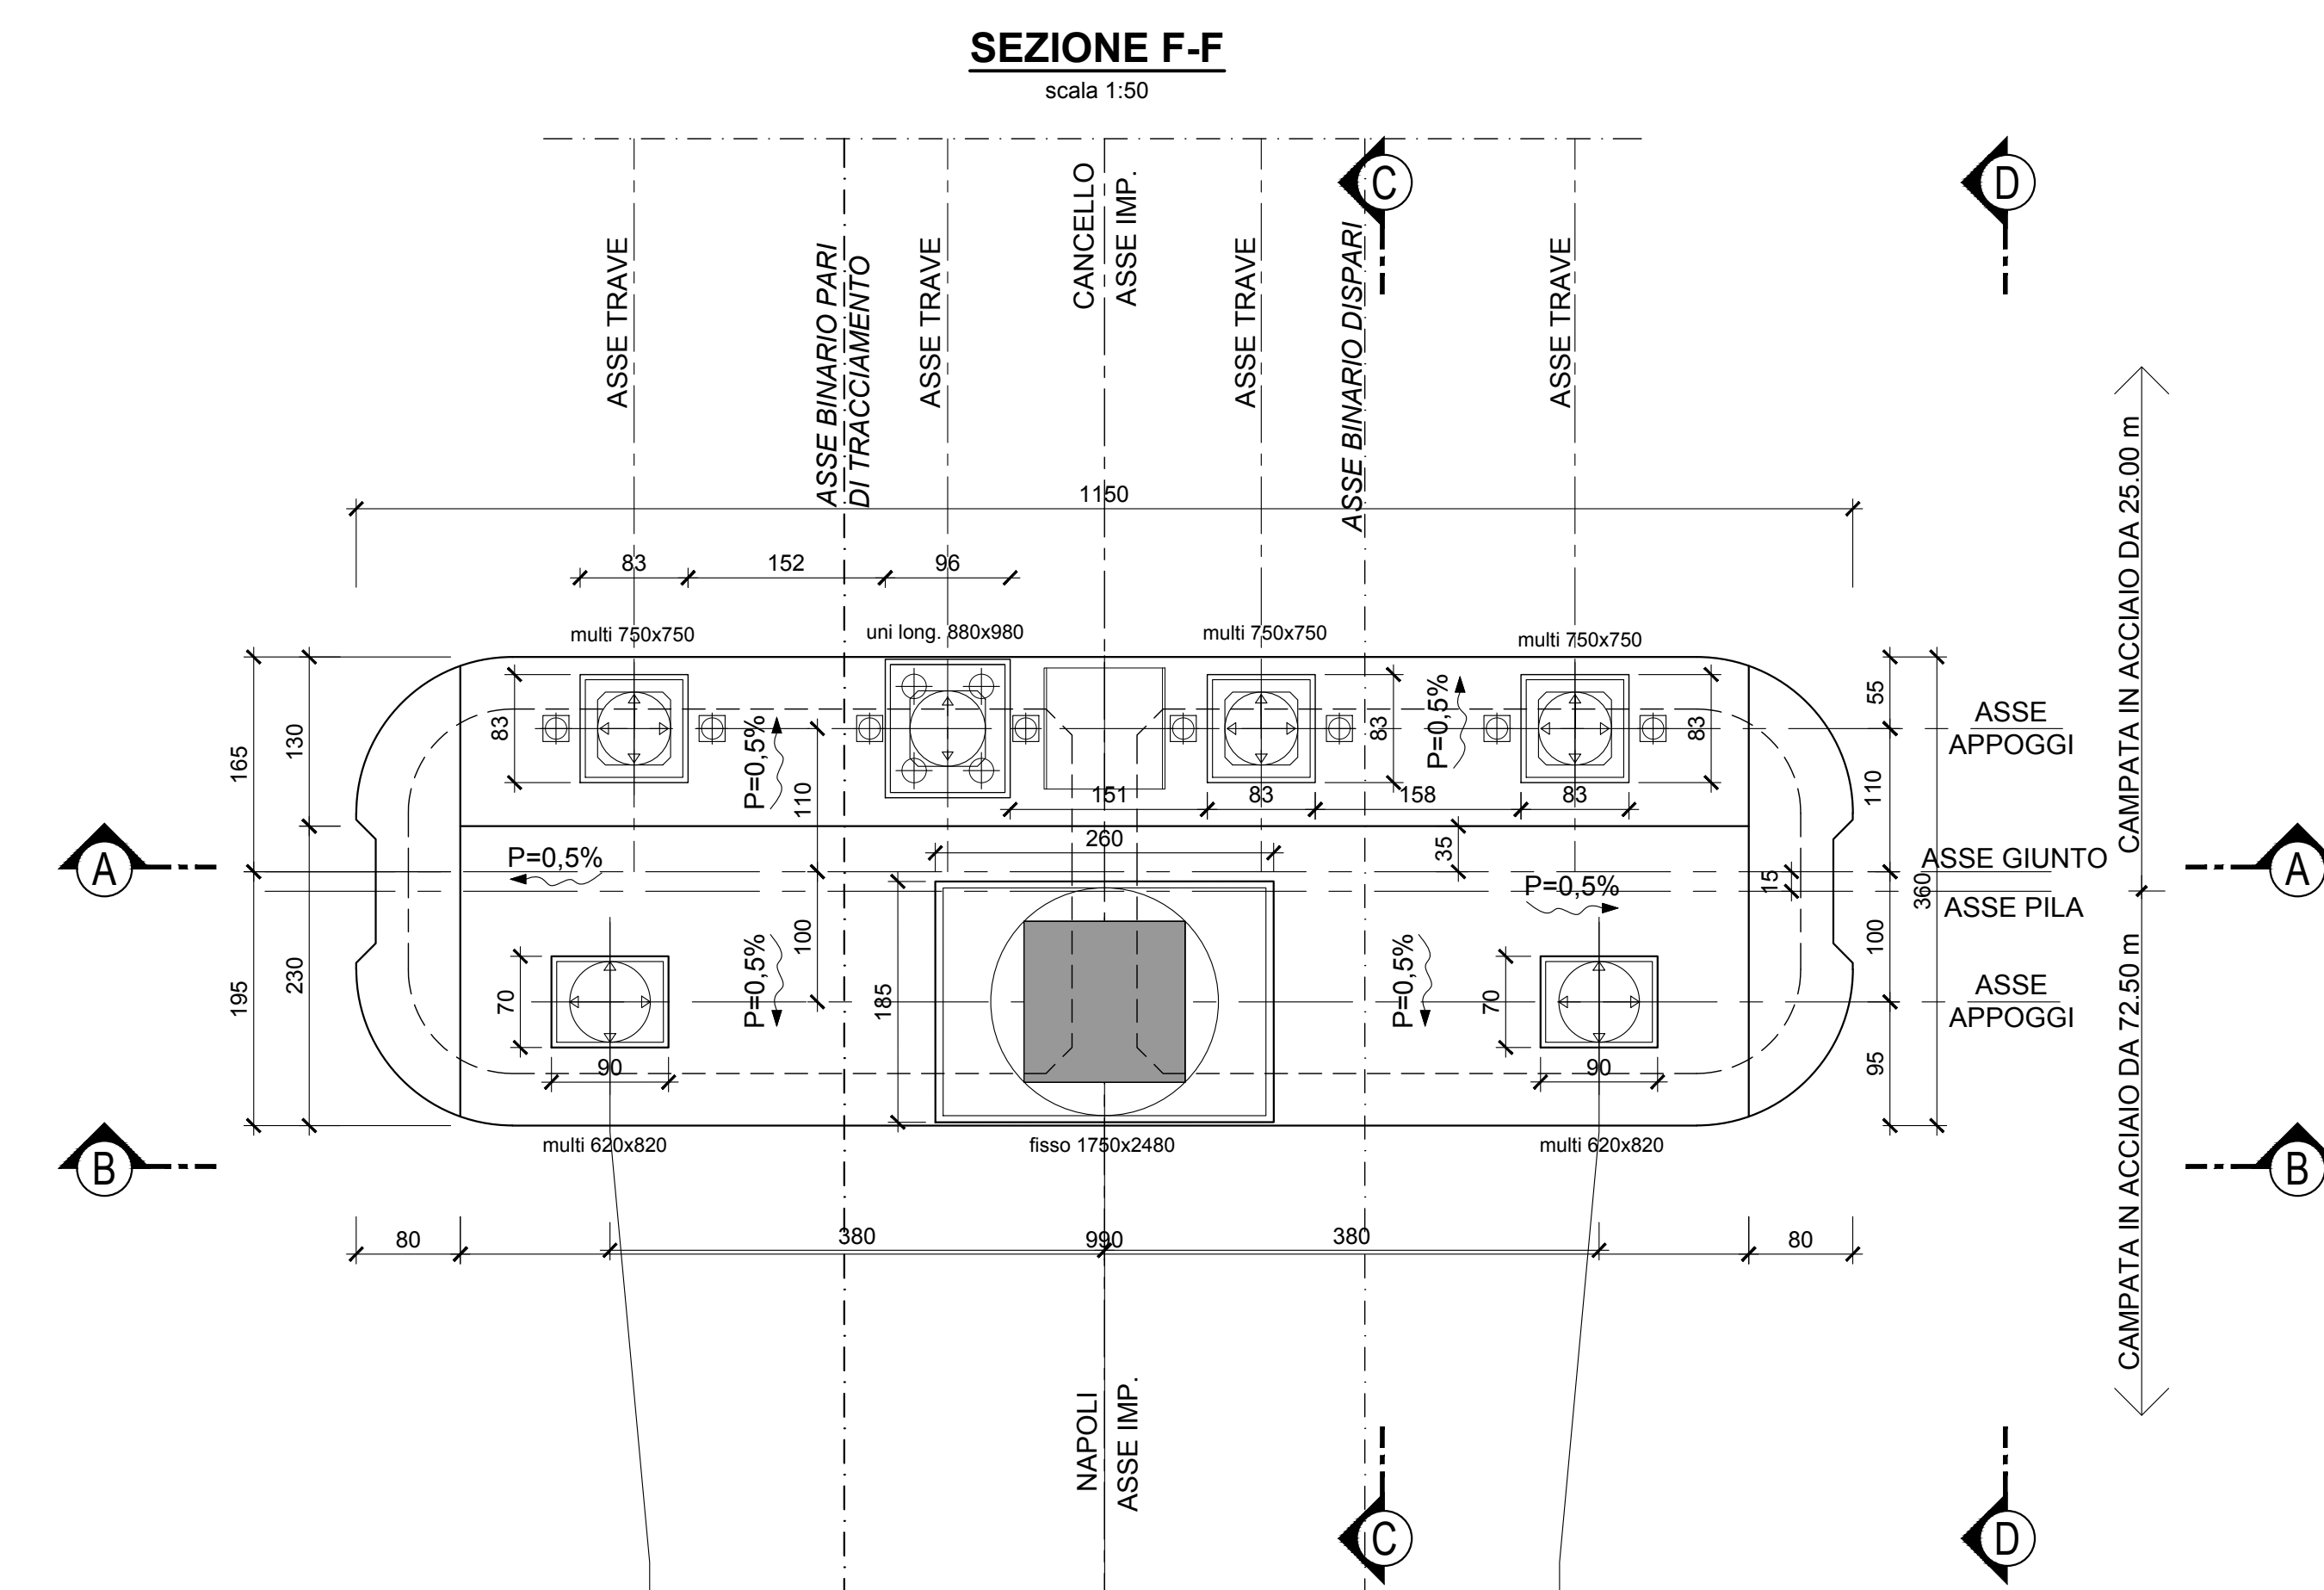 SEZIONE F-F
scala 1:50
C
D
ASSE TRAVE
ASSE BINARIO PARI
DI TRACCIAMENTO
ASSE TRAVE
CANCELLO
ASSE IMP.
ASSE TRAVE
ASSE BINARIO DISPARI
ASSE TRAVE
CAMPATA IN ACCIAIO DA 25.00 m
1150
83
152
96
multi 750x750
uni long. 880x980
multi 750x750
multi 750x750
165
130
83
P=0,5%
110
83
P=0,5%
83
55
110
ASSE
APPOGGI
151
83
158
83
A
P=0,5%
260
35
P=0,5%
15
360
ASSE GIUNTO
ASSE PILA
A
195
230
70
P=0,5%
100
185
P=0,5%
70
100
95
ASSE
APPOGGI
90
90
CAMPATA IN ACCIAIO DA 72.50 m
B
multi 620x820
fisso 1750x2480
multi 620x820
B
80
380
990
380
80
NAPOLI
ASSE IMP.
C
D